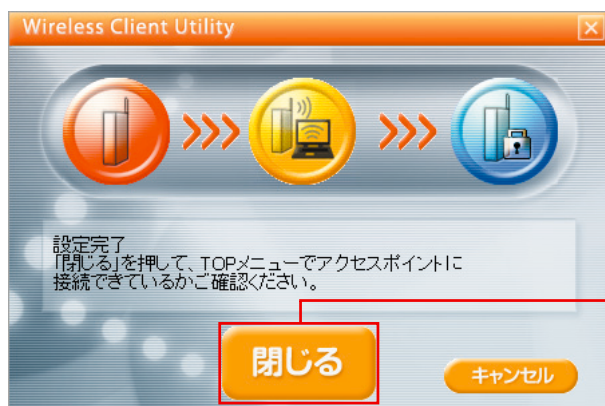 Wireless Client Utility
設定完了
「閉じる」を押して、TOPメニューでアクセスポイントに
接続できているかご確認ください。
閉じる
キャンセル